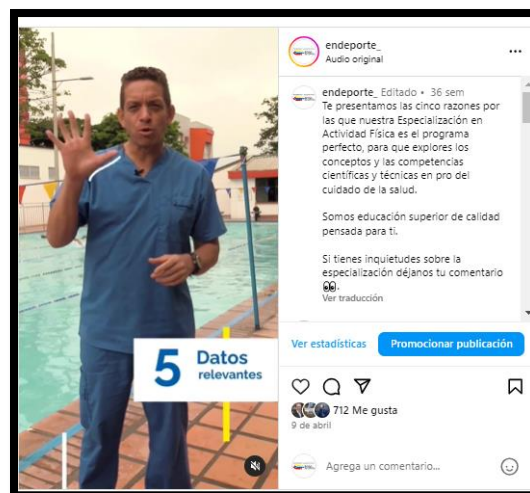 5 Datos
relevantes
endeporte_
Audio original
endeporte_ Editado • 36 sem
Te presentamos las cinco razones por
las que nuestra Especialización en
Actividad Física es el programa
perfecto, para que explores los
conceptos y las competencias
científicas y técnicas en pro del
cuidado de la salud.
Somos educación superior de calidad
pensada para ti.
Si tienes inquietudes sobre la
especialización déjanos tu comentario
👀.
Ver traducción
Ver estadísticas
Promocionar publicación
712 Me gusta
9 de abril
Agrega un comentario...